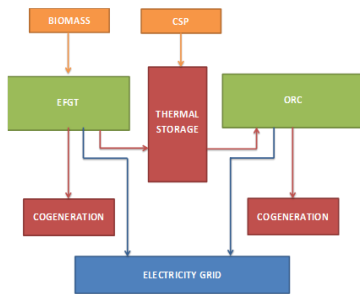 BIOMASS
CSP
EFGT
THERMAL
STORAGE
ORC
COGENERATION
COGENERATION
ELECTRICITY GRID